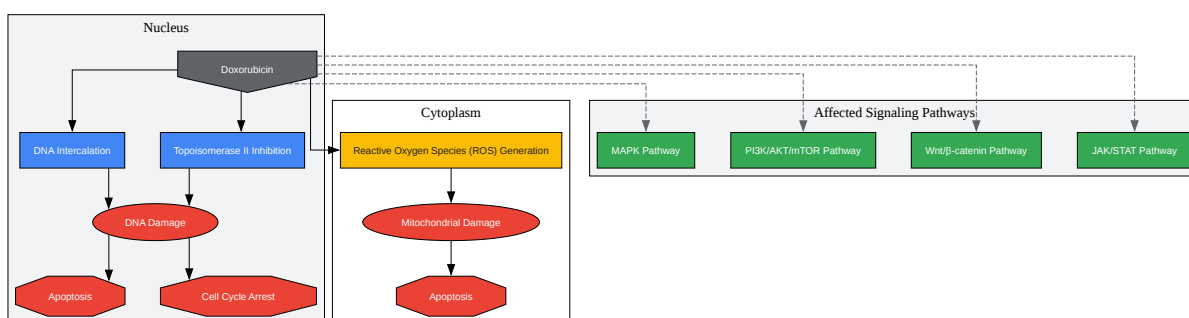 Nucleus
Doxorubicin
DNA Intercalation
Topoisomerase II Inhibition
DNA Damage
Apoptosis
Cell Cycle Arrest
Cytoplasm
Reactive Oxygen Species (ROS) Generation
Mitochondrial Damage
Apoptosis
Affected Signaling Pathways
MAPK Pathway
PI3K/AKT/mTOR Pathway
Wnt/β-catenin Pathway
JAK/STAT Pathway